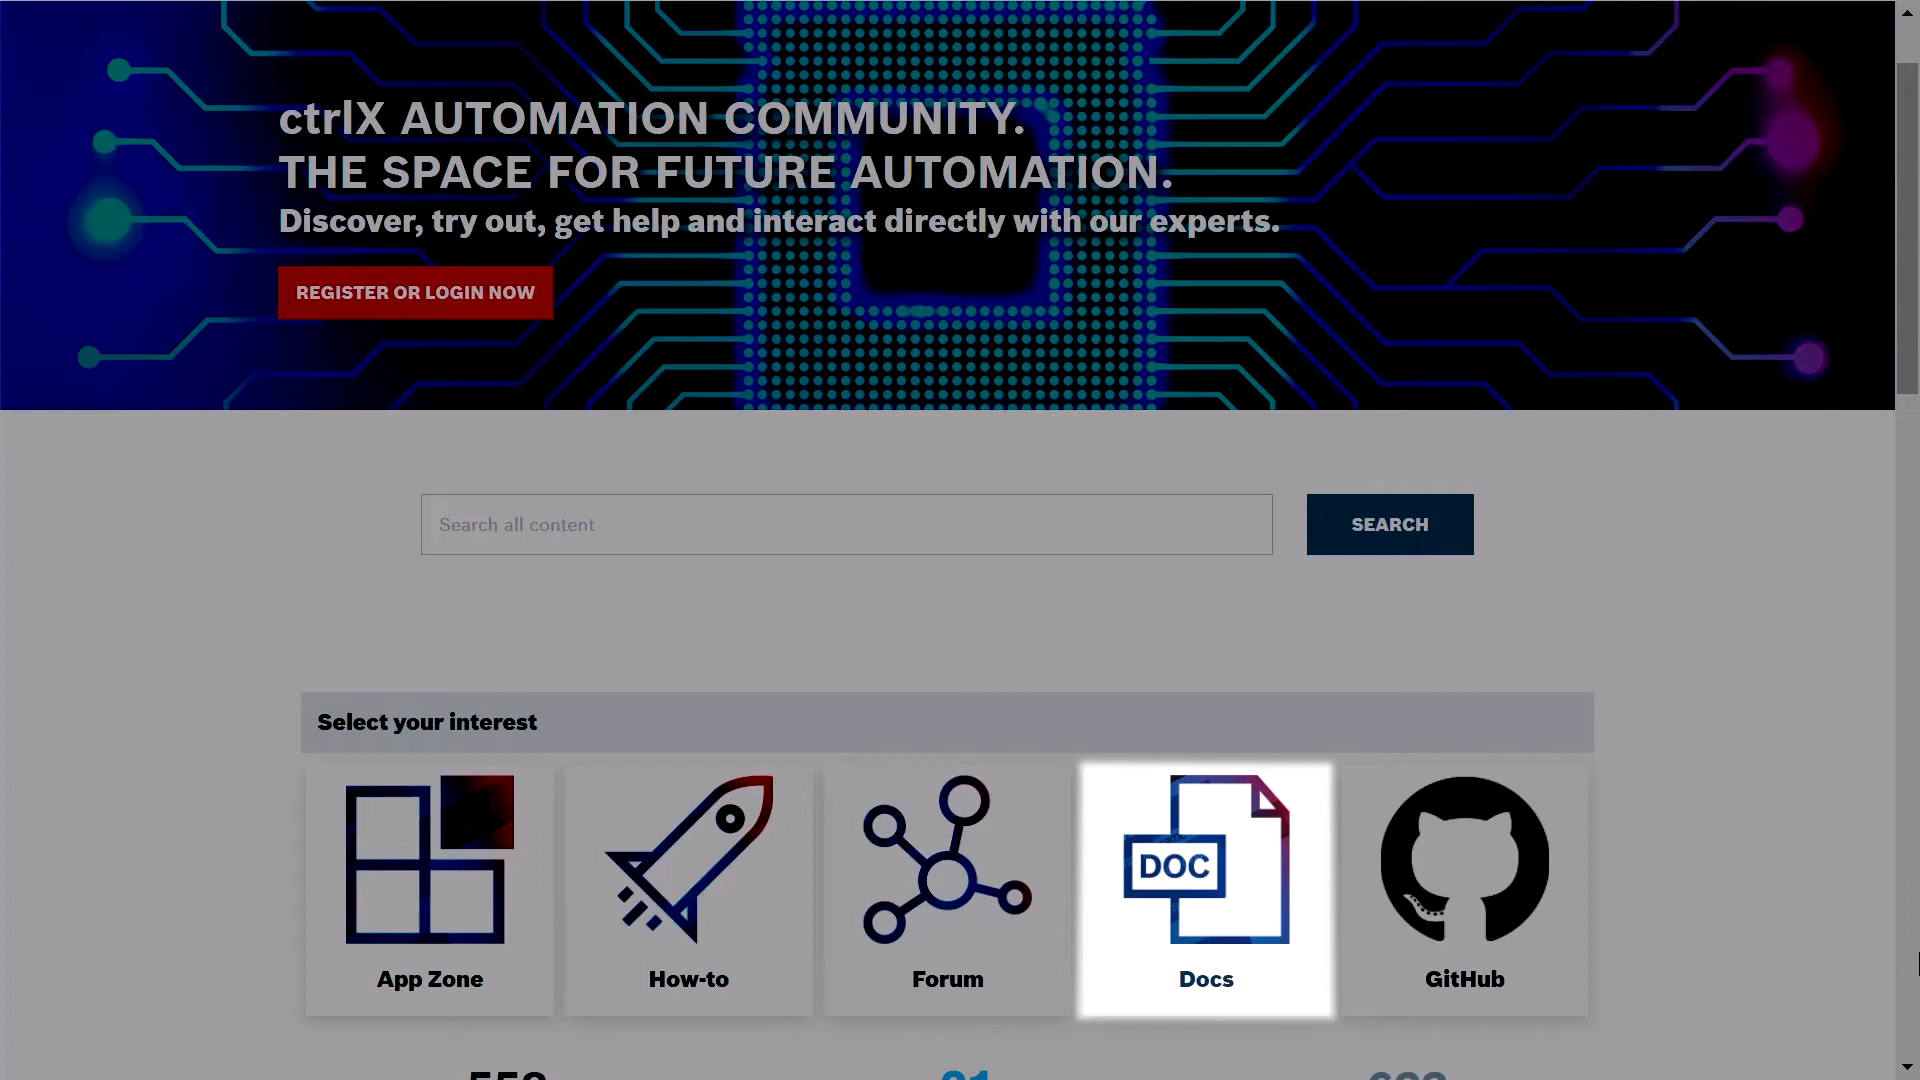 ctrlX AUTOMATION COMMUNITY.
THE SPACE FOR FUTURE AUTOMATION.
Discover, try out, get help and interact directly with our experts.
REGISTER OR LOGIN NOW
Search all content
SEARCH
Select your interest
DOC
App Zone
How-to
Forum
Docs
GitHub